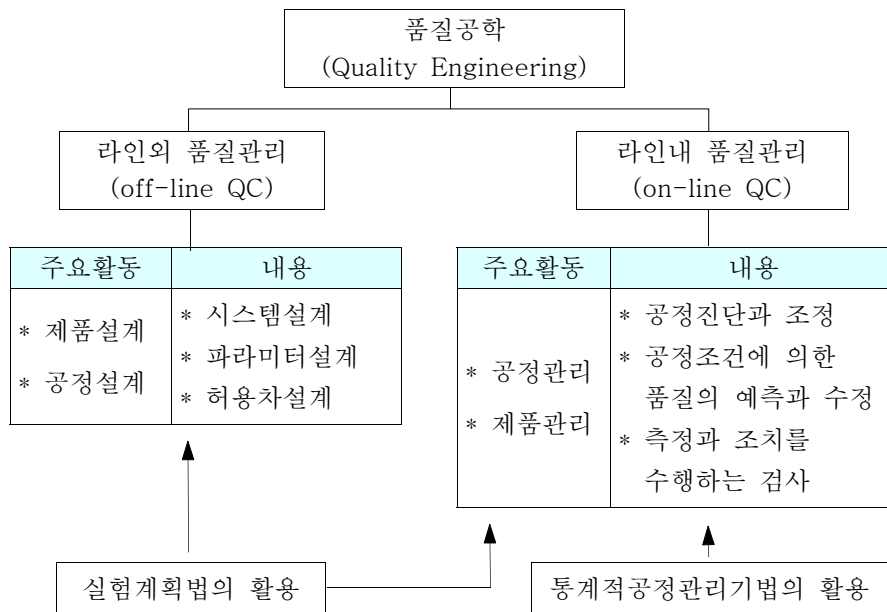 품질공학
(Quality Engineering)
라인외 품질관리
(off-line QC)
라인내 품질관리
(on-line QC)
주요활동
내용
* 제품설계
* 공정설계
* 시스템설계
* 파라미터설계
* 허용차설계
주요활동
내용
* 공정관리
* 제품관리
* 공정진단과 조정
* 공정조건에 의한
품질의 예측과 수정
* 측정과 조치를
수행하는 검사
실험계획법의 활용
통계적공정관리기법의 활용